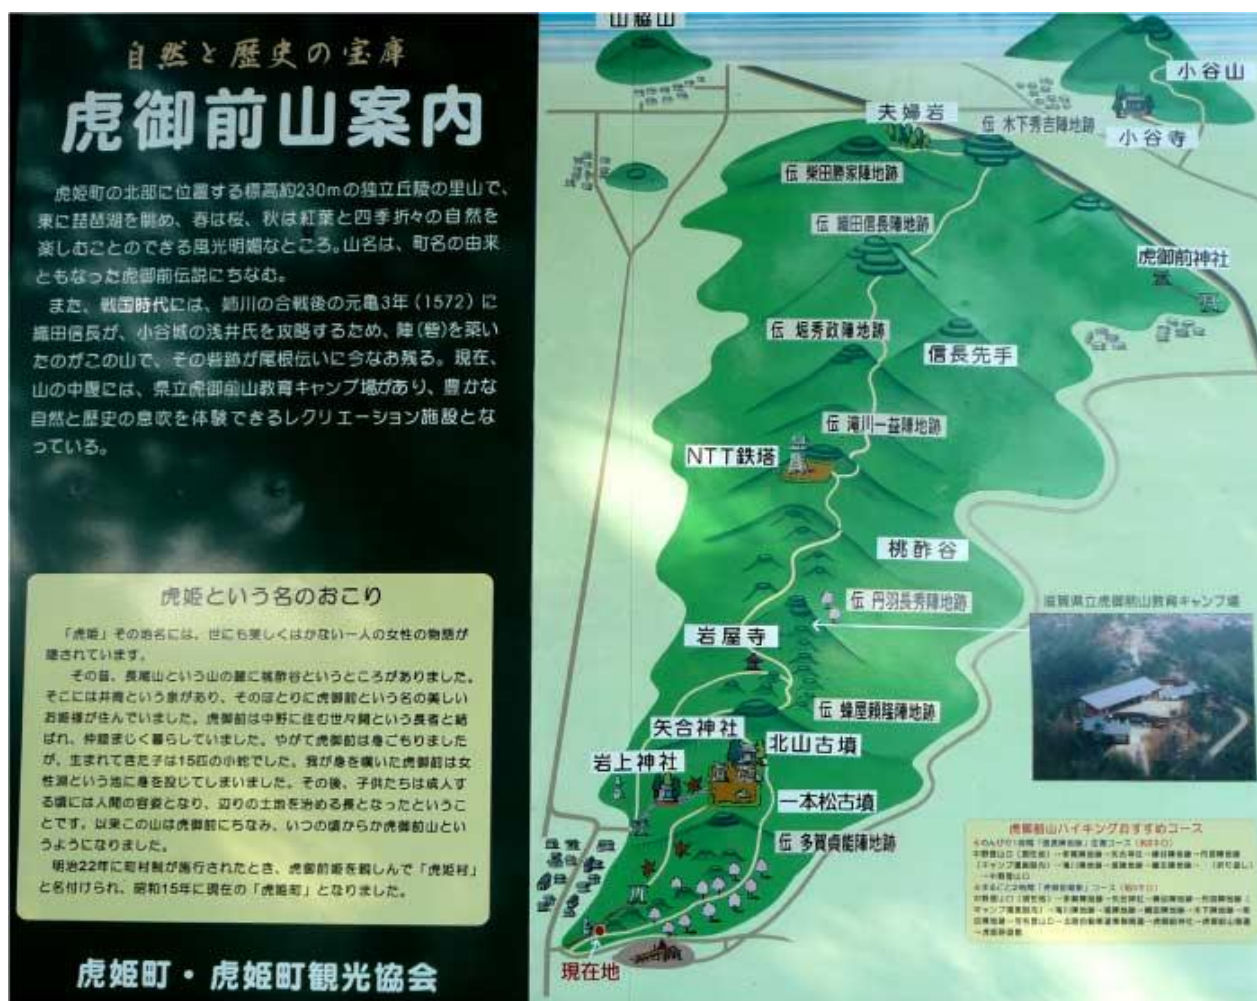 自然と歴史の宝庫
虎御前山案内
虎姫町の北部に位置する標高約230mの独立丘陵の里山で、
東に琵琶湖を眺め、春は桜、秋は紅葉と四季折々の自然を
楽しむことのできる風光明媚なところ。山名は、町名の由来
ともなった虎御前伝説にちなむ。
また、戦国時代には、姉川の合戦後の元亀3年(1572)に
織田信長が、小谷城の浅井氏を攻略するため、陣(砦)を築い
たのがこの山で、その砦跡が尾根伝いに今なお残る。現在、
山の中腹には、県立虎御前山教育キャンプ場があり、豊かな
自然と歴史の息吹を体験できるレクリエーション施設とな
っている。
虎姫という名のおこり
「虎姫」その地名には、世にも美しくはかない一人の女性の物語が
隠されています。
その昔、長尾山という山の麓に桃酢谷というところがありました。
そこには井筒という泉があり、そのほとりに虎御前という名の美しい
お姫様が住んでいました。虎御前は中野に住む世々開という長者と結
ばれ、仲睦まじく暮らしていました。やがて虎御前は身ごもりました
が、生まれてきた子は15匹の小蛇でした。我が身を嘆いた虎御前は女
性淵という池に身を投じてしまいました。その後、子供たちは成人す
る頃には人間の容姿となり、辺りの土地を治める長となったというこ
とです。以来この山は虎御前にちなみ、いつの頃からか虎御前山とい
うようになりました。
明治22年に町村制が施行されたとき、虎御前姫を親しんで「虎姫村」
と名付けられ、昭和15年に現在の「虎姫町」となりました。
虎姫町・虎姫町観光協会
山脇山
小谷山
小谷寺
夫婦岩
伝 木下秀吉陣地跡
伝 柴田勝家陣地跡
伝 織田信長陣地跡
虎御前神社
伝 堀秀政陣地跡
信長先手
伝 滝川一益陣地跡
NTT鉄塔
桃酢谷
伝 丹羽長秀陣地跡
滋賀県立虎御前山教育キャンプ場
岩屋寺
伝 蜂屋頼隆陣地跡
矢合神社
北山古墳
岩上神社
一本松古墳
伝 多賀貞能陣地跡
現在地
虎御前山ハイキングおすすめコース